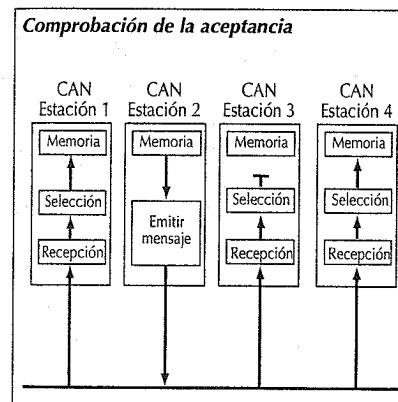 Comprobación de la aceptancia
CAN
Estación 1
CAN
Estación 2
CAN
Estación 3
CAN
Estación 4
Memoria
Memoria
Memoria
Memoria
Selección
Emitir
mensaje
Selección
Selección
Recepción
Recepción
Recepción